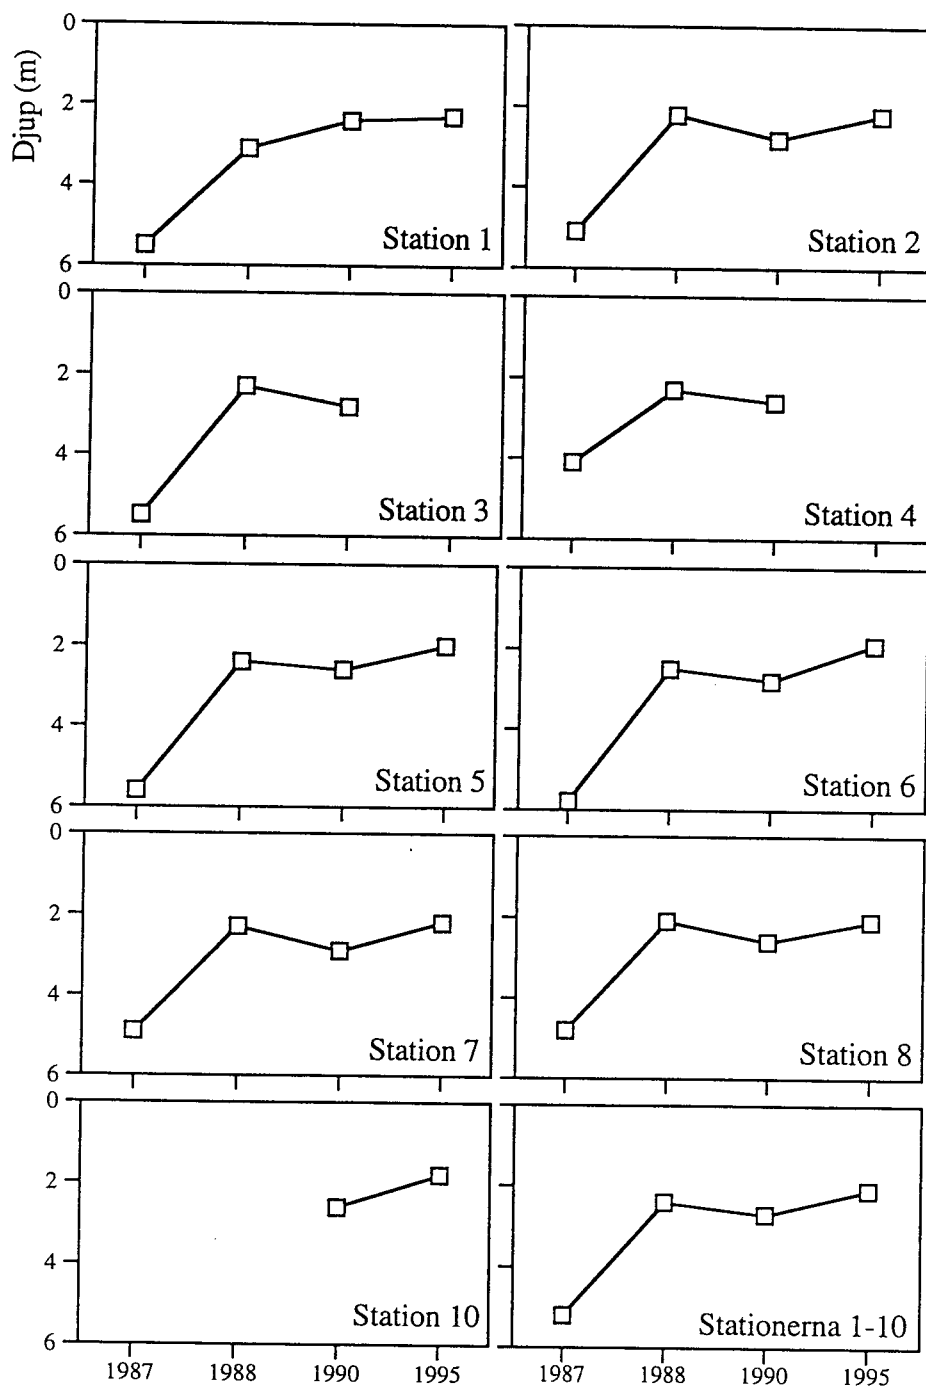 Djup (m)
0
2
4
6
Station 1
Station 2
0
2
4
6
Station 3
Station 4
0
2
4
6
Station 5
Station 6
0
2
4
6
Station 7
Station 8
0
2
4
6
Station 10
Stationerna 1-10
1987 1988 1990 1995 1987 1988 1990 1995